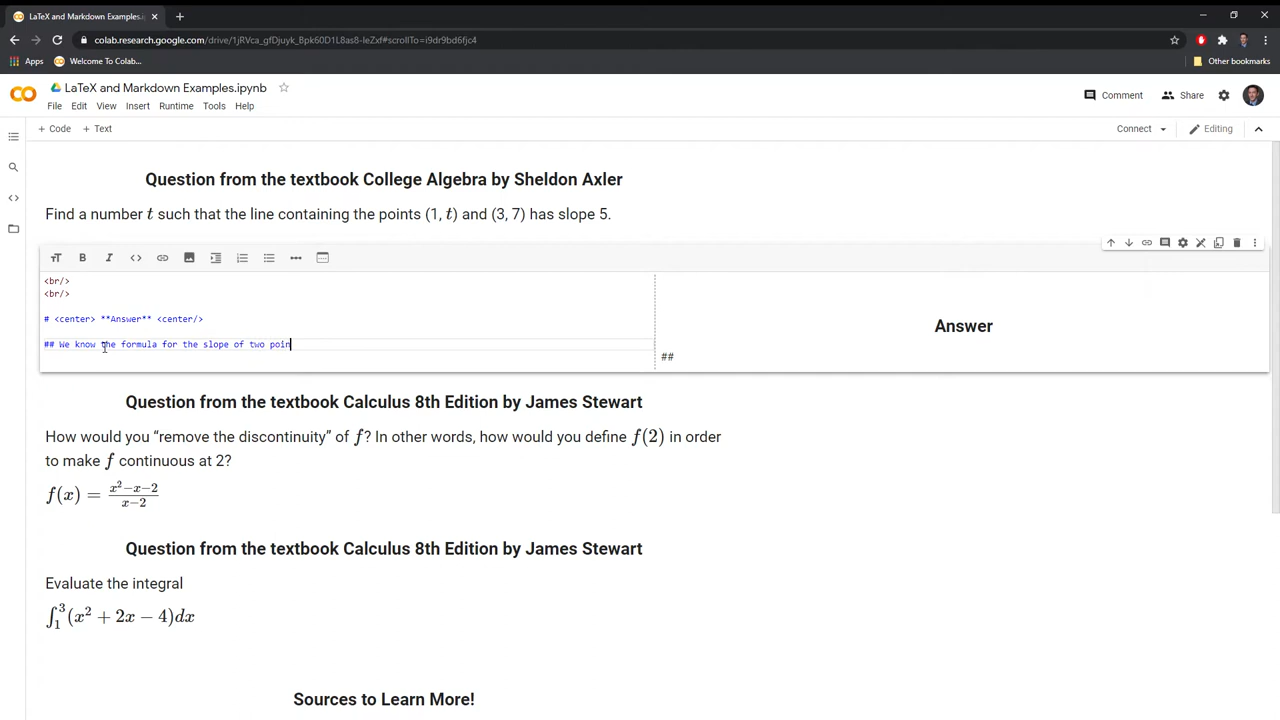 LaTeX and Markdown Examples.ip
colab.research.google.com/drive/1jRVca_gfDjuyk_Bpk60D1L8as8-leZxf#scrollTo=i9dr9bd6fjc4
Apps Welcome To Colab... Other bookmarks
LaTeX and Markdown Examples.ipynb
Comment Share
File Edit View Insert Runtime Tools Help
+ Code + Text Connect Editing
Question from the textbook College Algebra by Sheldon Axler
Find a number t such that the line containing the points (1, t) and (3, 7) has slope 5.
<br/>
<br/>
# <center> **Answer** <center/>
## We know the formula for the slope of two poin
Answer
##
Question from the textbook Calculus 8th Edition by James Stewart
How would you “remove the discontinuity” of f? In other words, how would you define f(2) in order
to make f continuous at 2?
f(x) = x²−x−2 / x−2
Question from the textbook Calculus 8th Edition by James Stewart
Evaluate the integral
∫₁³(x² + 2x − 4)dx
Sources to Learn More!